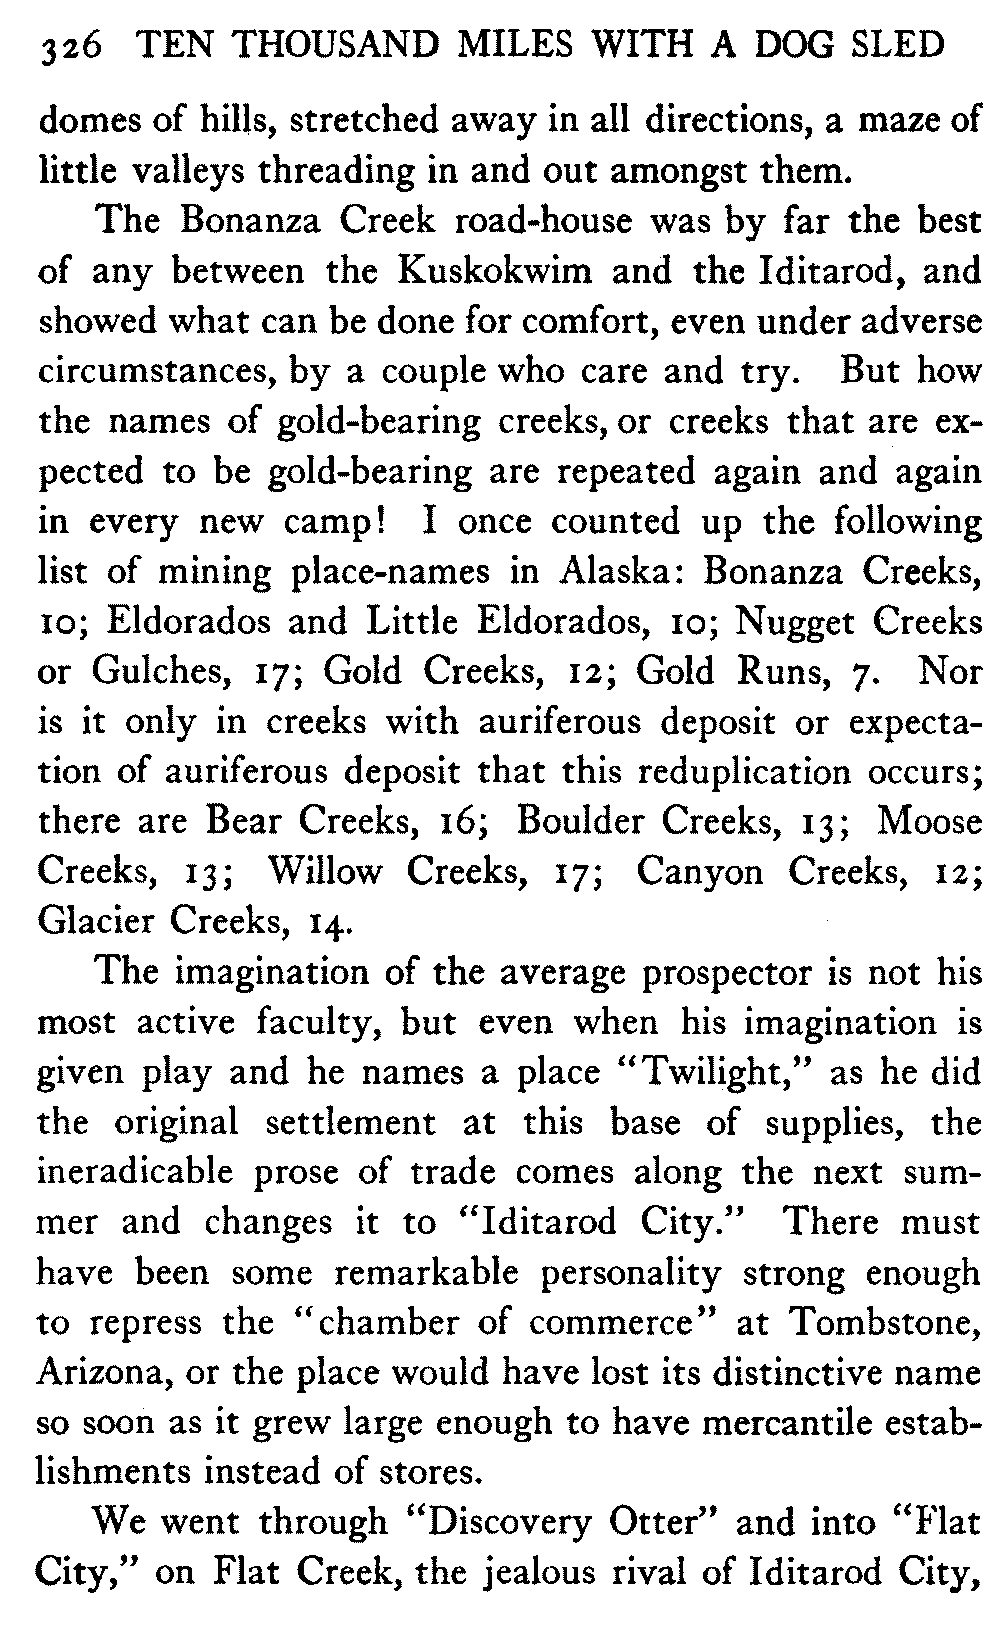 326 TEN THOUSAND MILES WITH A DOG SLED
domes of hills, stretched away in all directions, a maze of
little valleys threading in and out amongst them.
The Bonanza Creek road-house was by far the best
of any between the Kuskokwim and the Iditarod, and
showed what can be done for comfort, even under adverse
circumstances, by a couple who care and try. But how
the names of gold-bearing creeks, or creeks that are ex-
pected to be gold-bearing are repeated again and again
in every new camp! I once counted up the following
list of mining place-names in Alaska: Bonanza Creeks,
10; Eldorados and Little Eldorados, 10; Nugget Creeks
or Gulches, 17; Gold Creeks, 12; Gold Runs, 7. Nor
is it only in creeks with auriferous deposit or expecta-
tion of auriferous deposit that this reduplication occurs;
there are Bear Creeks, 16; Boulder Creeks, 13; Moose
Creeks, 13; Willow Creeks, 17; Canyon Creeks, 12;
Glacier Creeks, 14.
The imagination of the average prospector is not his
most active faculty, but even when his imagination is
given play and he names a place "Twilight," as he did
the original settlement at this base of supplies, the
ineradicable prose of trade comes along the next sum-
mer and changes it to "Iditarod City." There must
have been some remarkable personality strong enough
to repress the "chamber of commerce" at Tombstone,
Arizona, or the place would have lost its distinctive name
so soon as it grew large enough to have mercantile estab-
lishments instead of stores.
We went through "Discovery Otter" and into "Flat
City," on Flat Creek, the jealous rival of Iditarod City,